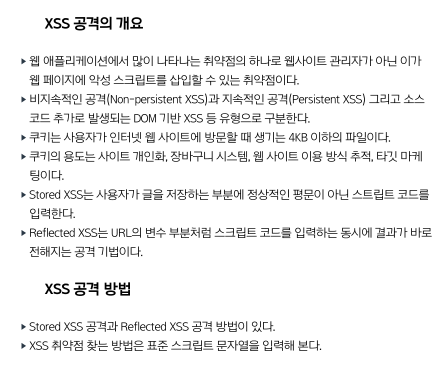 XSS 공격의 개요
▸ 웹 애플리케이션에서 많이 나타나는 취약점의 하나로 웹사이트 관리자가 아닌 이가
웹 페이지에 악성 스크립트를 삽입할 수 있는 취약점이다.
▸ 비지속적인 공격(Non-persistent XSS)과 지속적인 공격(Persistent XSS) 그리고 소스
코드 추가로 발생되는 DOM 기반 XSS 등 유형으로 구분한다.
▸ 쿠키는 사용자가 인터넷 웹 사이트에 방문할 때 생기는 4KB 이하의 파일이다.
▸ 쿠키의 용도는 사이트 개인화, 장바구니 시스템, 웹 사이트 이용 방식 추적, 타깃 마케
팅이다.
▸ Stored XSS는 사용자가 글을 저장하는 부분에 정상적인 평문이 아닌 스트립트 코드를
입력한다.
▸ Reflected XSS는 URL의 변수 부분처럼 스크립트 코드를 입력하는 동시에 결과가 바로
전해지는 공격 기법이다.
XSS 공격 방법
▸ Stored XSS 공격과 Reflected XSS 공격 방법이 있다.
▸ XSS 취약점 찾는 방법은 표준 스크립트 문자열을 입력해 본다.